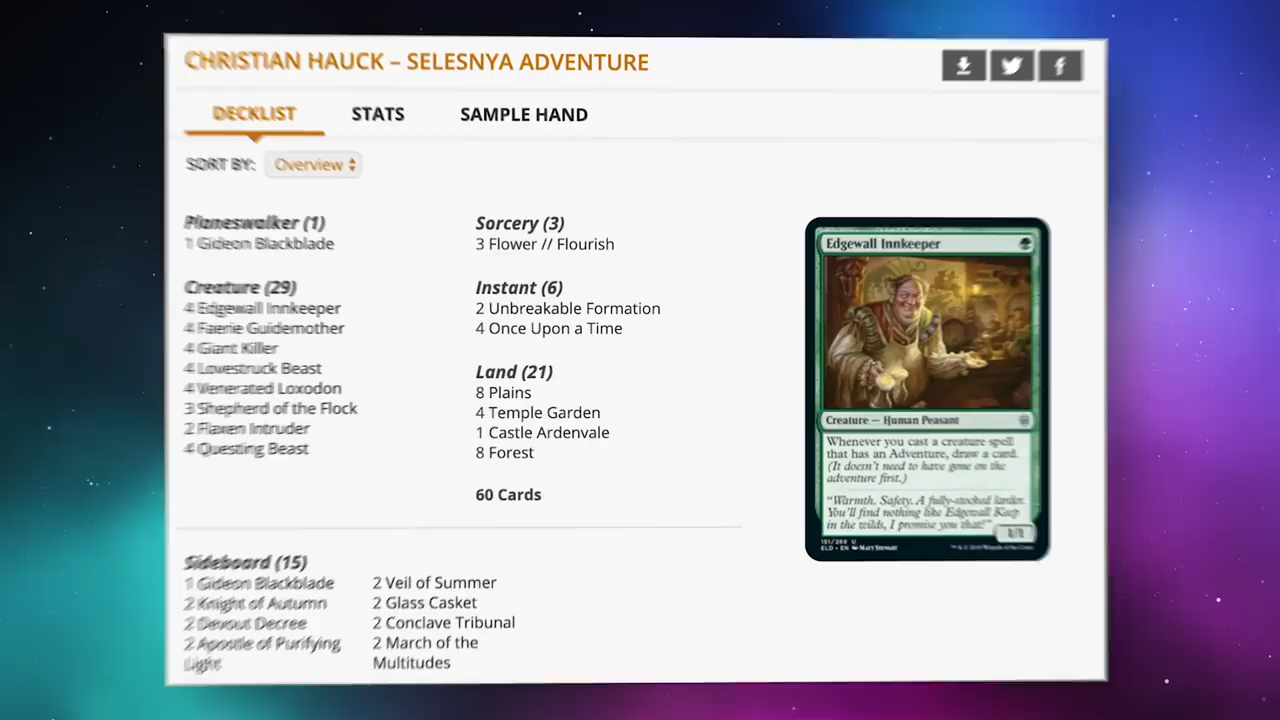 CHRISTIAN HAUCK – SELESNYA ADVENTURE
DECKLIST
STATS
SAMPLE HAND
SORT BY:
Overview
Planeswalker (1)
1 Gideon Blackblade
Creature (29)
4 Edgewall Innkeeper
4 Faerie Guidemother
4 Giant Killer
4 Lovestruck Beast
4 Venerated Loxodon
3 Shepherd of the Flock
2 Flaxen Intruder
4 Questing Beast
Sorcery (3)
3 Flower // Flourish
Instant (6)
2 Unbreakable Formation
4 Once Upon a Time
Land (21)
8 Plains
4 Temple Garden
1 Castle Ardenvale
8 Forest
60 Cards
Sideboard (15)
1 Gideon Blackblade
2 Knight of Autumn
2 Devout Decree
2 Apostle of Purifying
Light
2 Veil of Summer
2 Glass Casket
2 Conclave Tribunal
2 March of the
Multitudes
Edgewall Innkeeper
Creature — Human Peasant
Whenever you cast a creature spell
that has an Adventure, draw a card.
(It doesn't need to have gone on the
adventure first.)
"Warmth. Safety. A fully-stocked larder.
You'll find nothing like Edgewall Keep
in the wilds, I promise you that!"
1/1
151/269 U
ELD • EN Matt Stewart